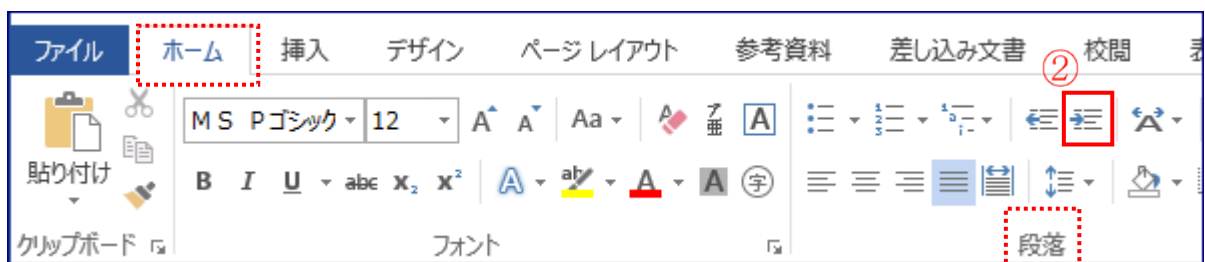 ファイル ホーム 挿入 デザイン ページ レイアウト 参考資料 差し込み文書 校閲
②
MS Pゴシック 12 A A Aa ア亜 A
貼り付け B I U abc X₂ X² A aby A A 字
クリップボード フォント 段落